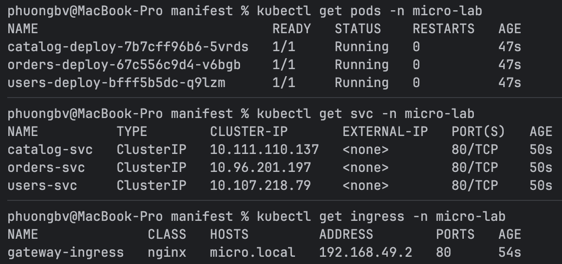 phuongbv@MacBook-Pro manifest % kubectl get pods -n micro-lab
NAME READY STATUS RESTARTS AGE
catalog-deploy-7b7cff96b6-5vrds 1/1 Running 0 47s
orders-deploy-67c556c9d4-v6bgb 1/1 Running 0 47s
users-deploy-bfff5b5dc-q9lzm 1/1 Running 0 47s
phuongbv@MacBook-Pro manifest % kubectl get svc -n micro-lab
NAME TYPE CLUSTER-IP EXTERNAL-IP PORT(S) AGE
catalog-svc ClusterIP 10.111.110.137 <none> 80/TCP 50s
orders-svc ClusterIP 10.96.201.197 <none> 80/TCP 50s
users-svc ClusterIP 10.107.218.79 <none> 80/TCP 50s
phuongbv@MacBook-Pro manifest % kubectl get ingress -n micro-lab
NAME CLASS HOSTS ADDRESS PORTS AGE
gateway-ingress nginx micro.local 192.168.49.2 80 54s